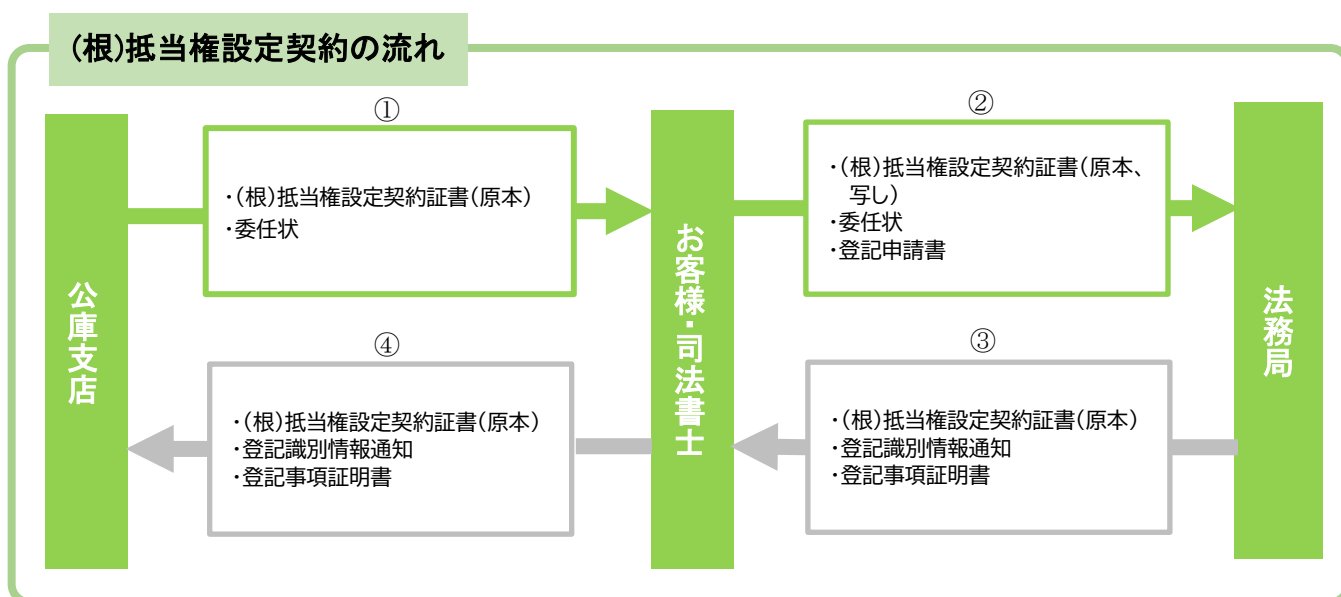 (根)抵当権設定契約の流れ
①
②
公庫支店
・(根)抵当権設定契約証書(原本)
・委任状
お客様・司法書士
・(根)抵当権設定契約証書(原本、
写し)
・委任状
・登記申請書
法務局
④
③
・(根)抵当権設定契約証書(原本)
・登記識別情報通知
・登記事項証明書
・(根)抵当権設定契約証書(原本)
・登記識別情報通知
・登記事項証明書